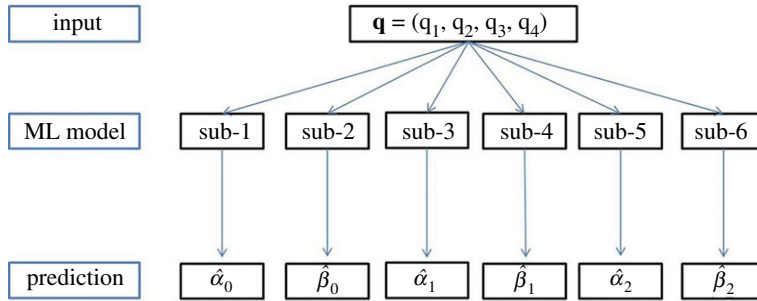 input
q = (q₁, q₂, q₃, q₄)
ML model
sub-1
sub-2
sub-3
sub-4
sub-5
sub-6
prediction
α̂₀
β̂₀
α̂₁
β̂₁
α̂₂
β̂₂